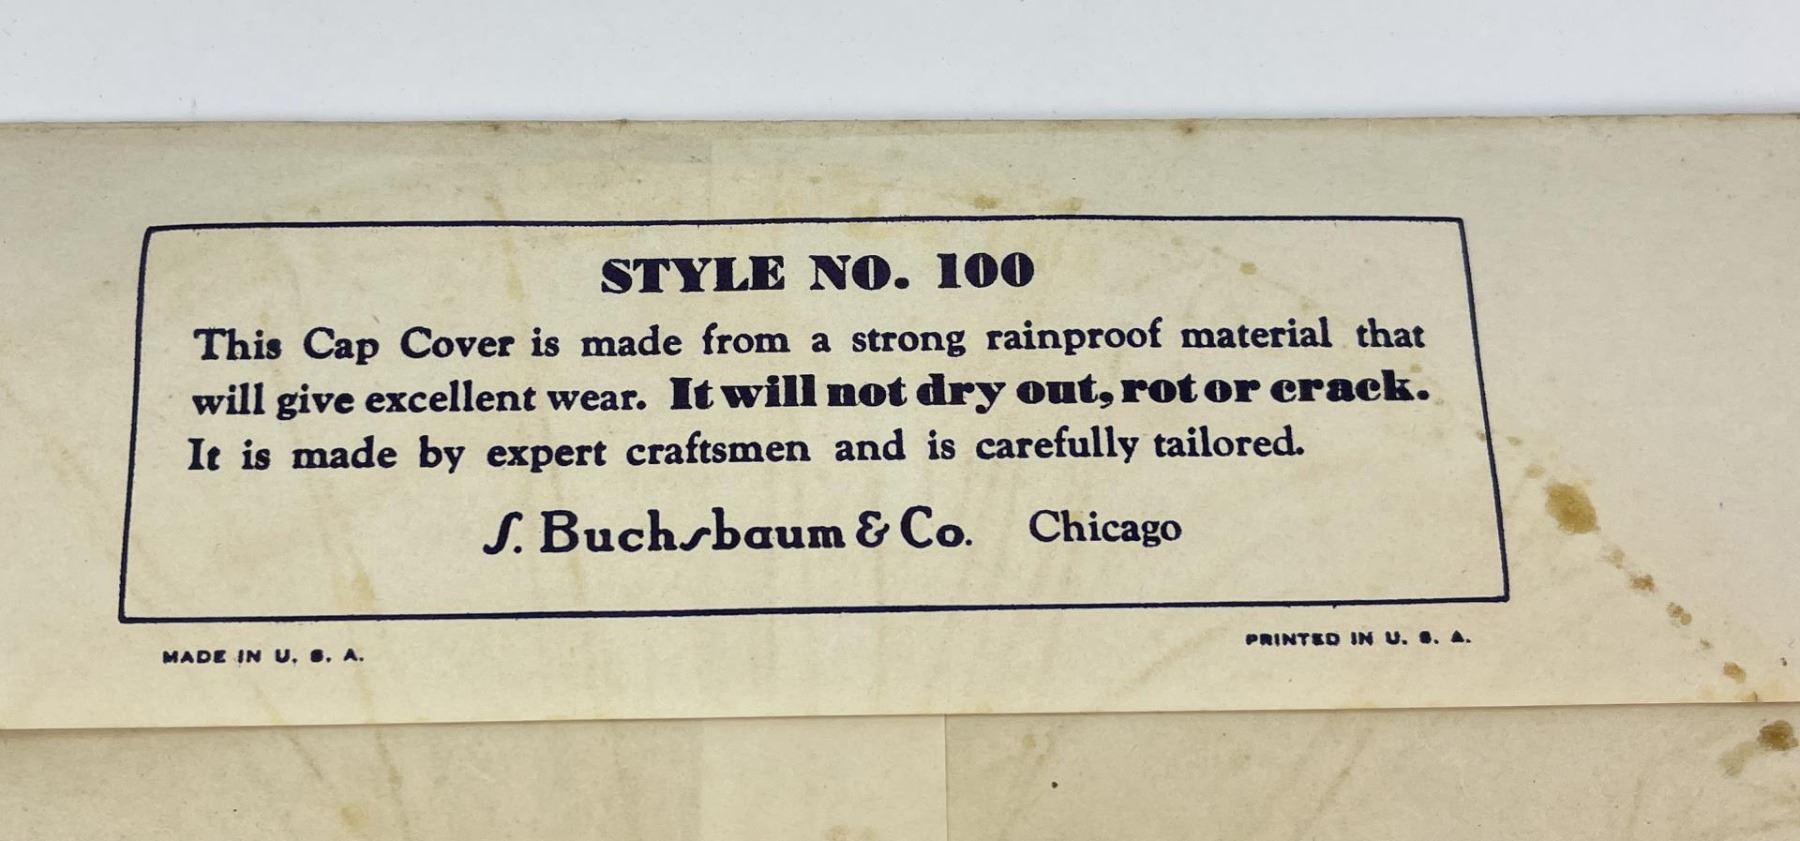 STYLE NO. 100
This Cap Cover is made from a strong rainproof material that
will give excellent wear. It will not dry out, rot or crack.
It is made by expert craftsmen and is carefully tailored.
S. Buchsbaum & Co. Chicago
MADE IN U. S. A.
PRINTED IN U. S. A.